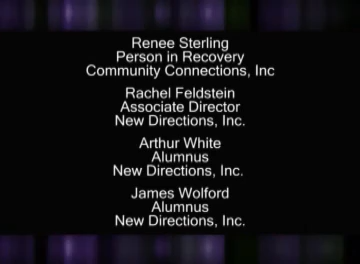 Renee Sterling
Person in Recovery
Community Connections, Inc
Rachel Feldstein
Associate Director
New Directions, Inc.
Arthur White
Alumnus
New Directions, Inc.
James Wolford
Alumnus
New Directions, Inc.